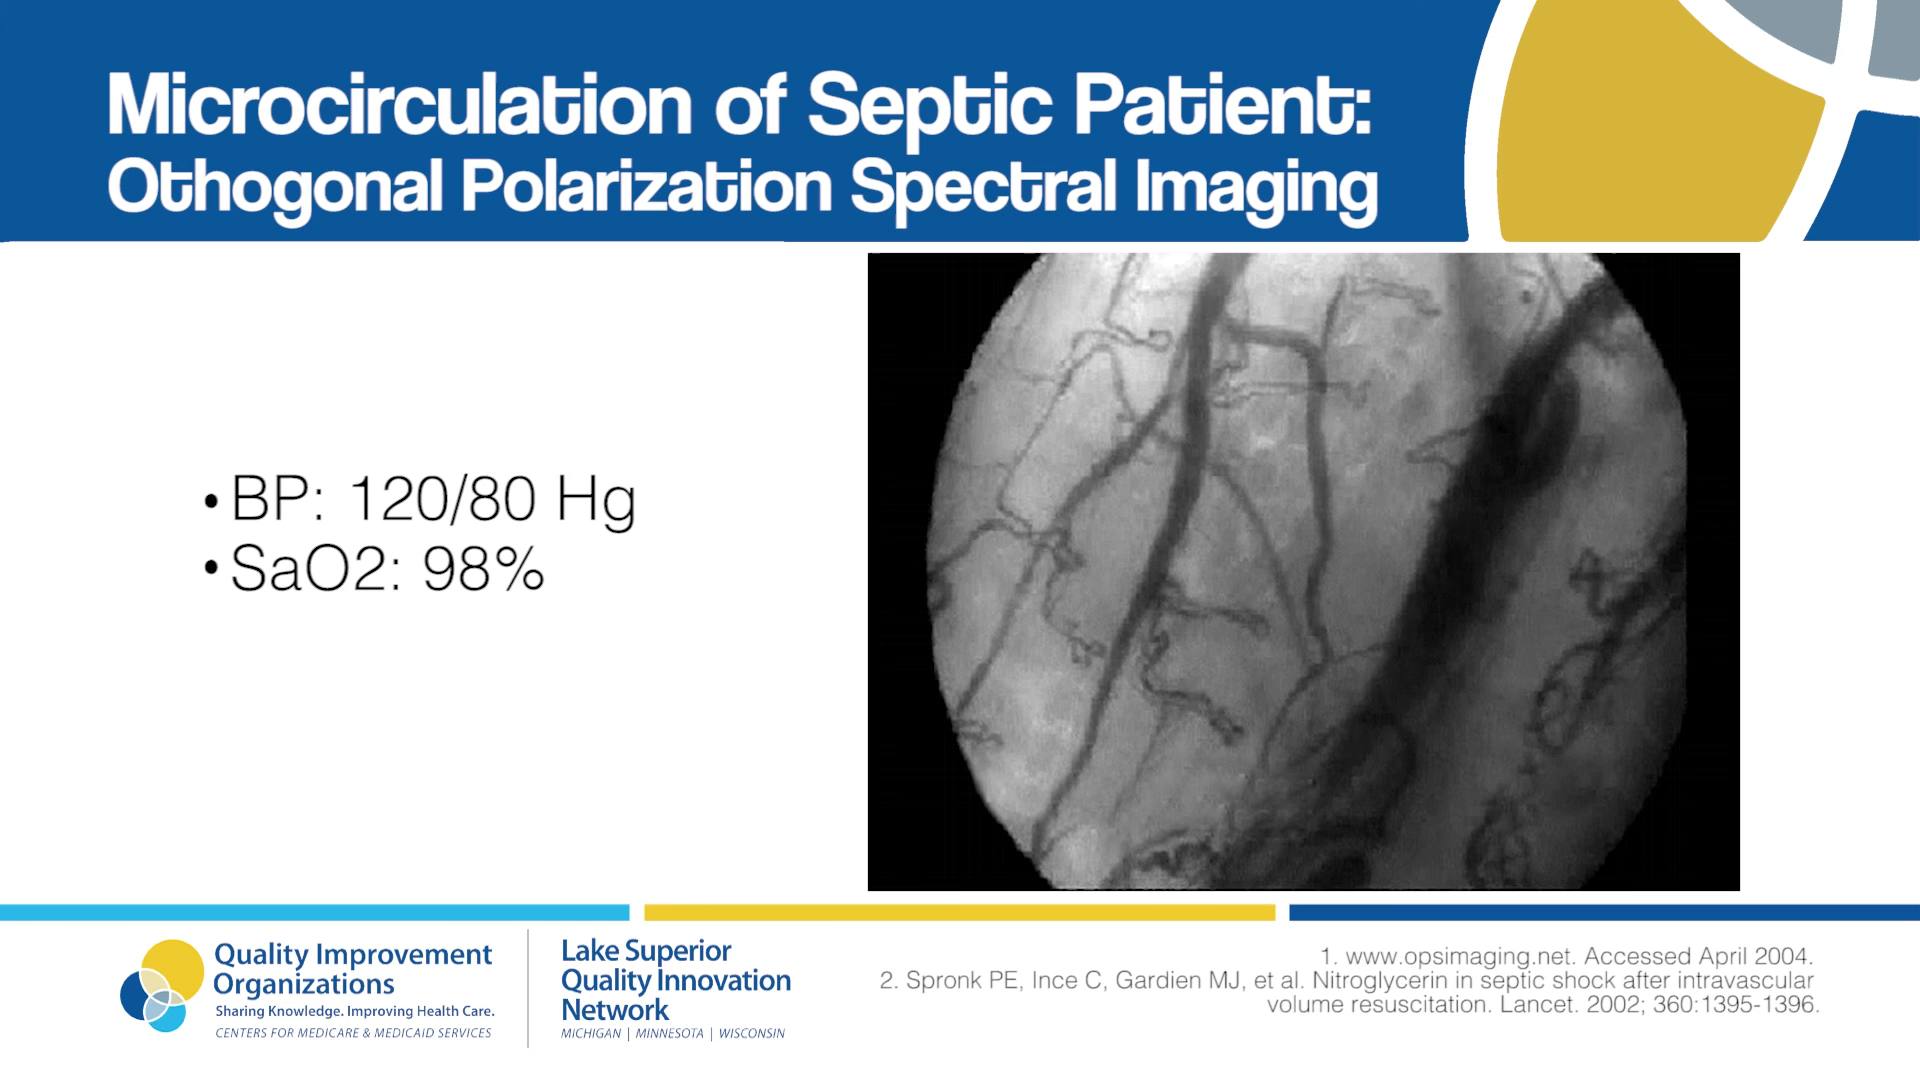 Microcirculation of Septic Patient:
Othogonal Polarization Spectral Imaging
•BP: 120/80 Hg
•SaO2: 98%
Quality Improvement
Organizations
Sharing Knowledge. Improving Health Care.
CENTERS FOR MEDICARE & MEDICAID SERVICES
Lake Superior
Quality Innovation
Network
MICHIGAN | MINNESOTA | WISCONSIN
1. www.opsimaging.net. Accessed April 2004.
2. Spronk PE, Ince C, Gardien MJ, et al. Nitroglycerin in septic shock after intravascular
volume resuscitation. Lancet. 2002; 360:1395-1396.